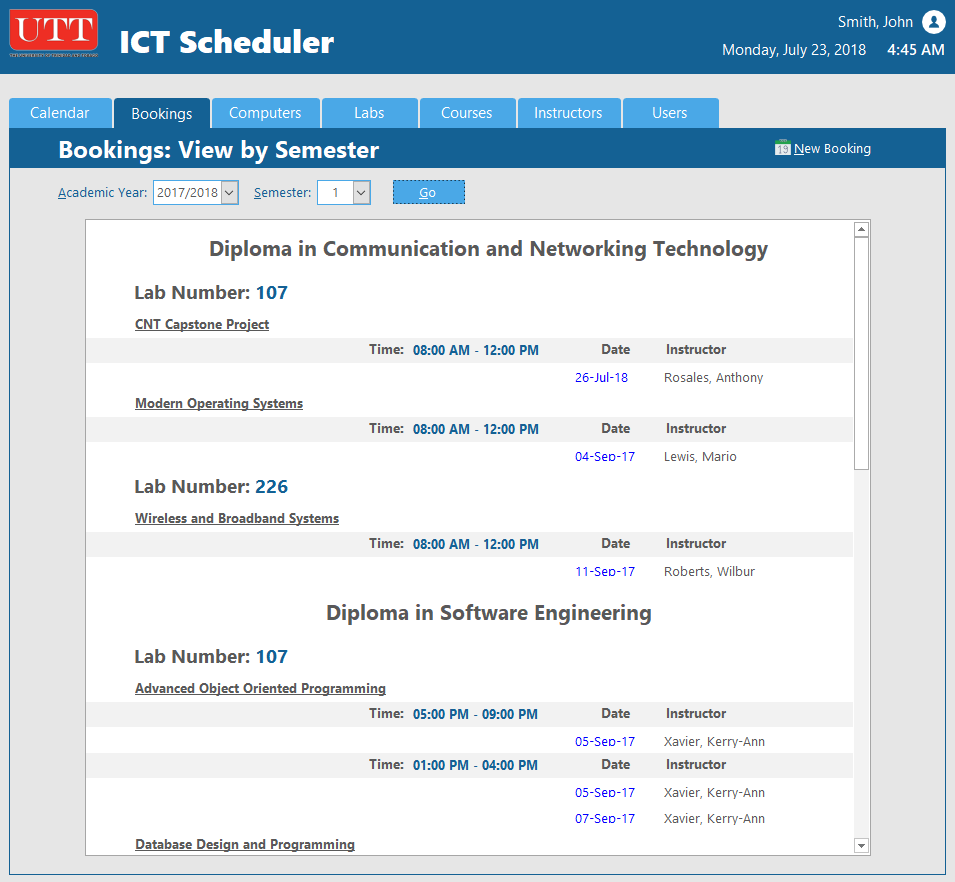 UTT
ICT Scheduler
Smith, John
Monday, July 23, 2018 4:45 AM
Calendar Bookings Computers Labs Courses Instructors Users
Bookings: View by Semester
19 New Booking
Academic Year: 2017/2018 Semester: 1 Go
Diploma in Communication and Networking Technology
Lab Number: 107
CNT Capstone Project
Time: 08:00 AM - 12:00 PM Date Instructor
26-Jul-18 Rosales, Anthony
Modern Operating Systems
Time: 08:00 AM - 12:00 PM Date Instructor
04-Sep-17 Lewis, Mario
Lab Number: 226
Wireless and Broadband Systems
Time: 08:00 AM - 12:00 PM Date Instructor
11-Sep-17 Roberts, Wilbur
Diploma in Software Engineering
Lab Number: 107
Advanced Object Oriented Programming
Time: 05:00 PM - 09:00 PM Date Instructor
05-Sep-17 Xavier, Kerry-Ann
Time: 01:00 PM - 04:00 PM Date Instructor
05-Sep-17 Xavier, Kerry-Ann
07-Sep-17 Xavier, Kerry-Ann
Database Design and Programming